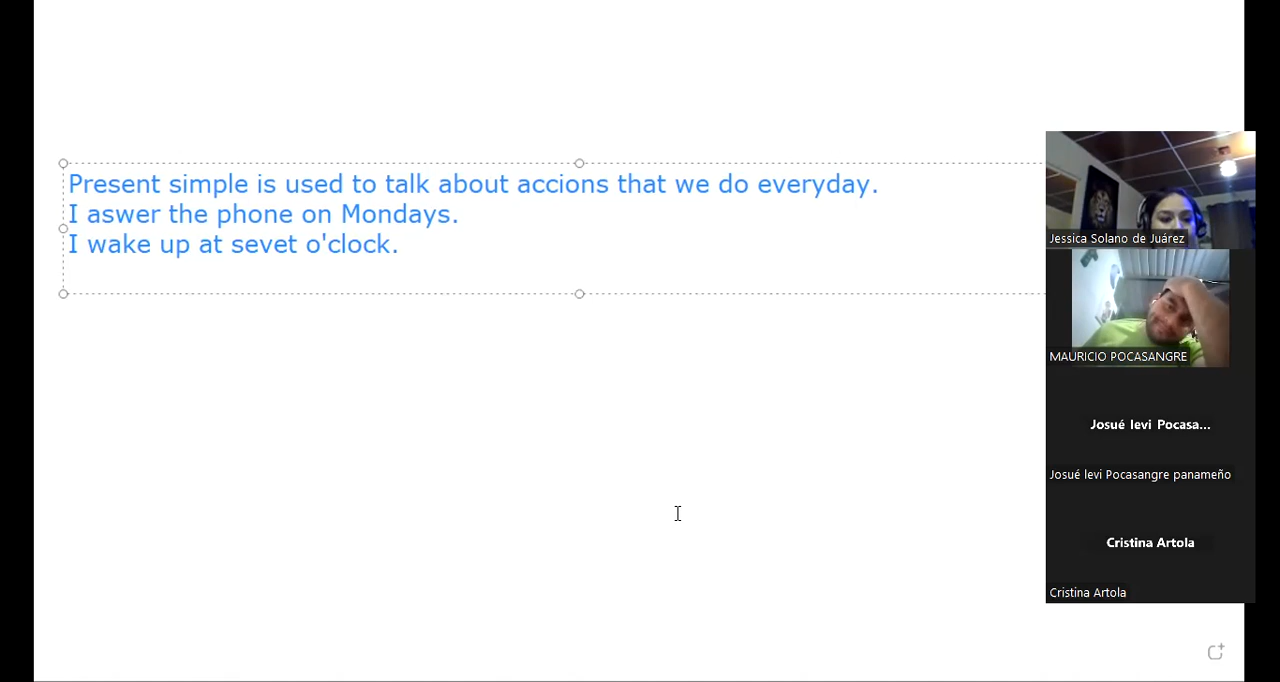 Present simple is used to talk about accions that we do everyday.
I aswer the phone on Mondays.
I wake up at sevet o'clock.
Jessica Solano de Juárez
MAURICIO POCASANGRE
Josué levi Pocasa...
Josué levi Pocasangre panameño
Cristina Artola
Cristina Artola